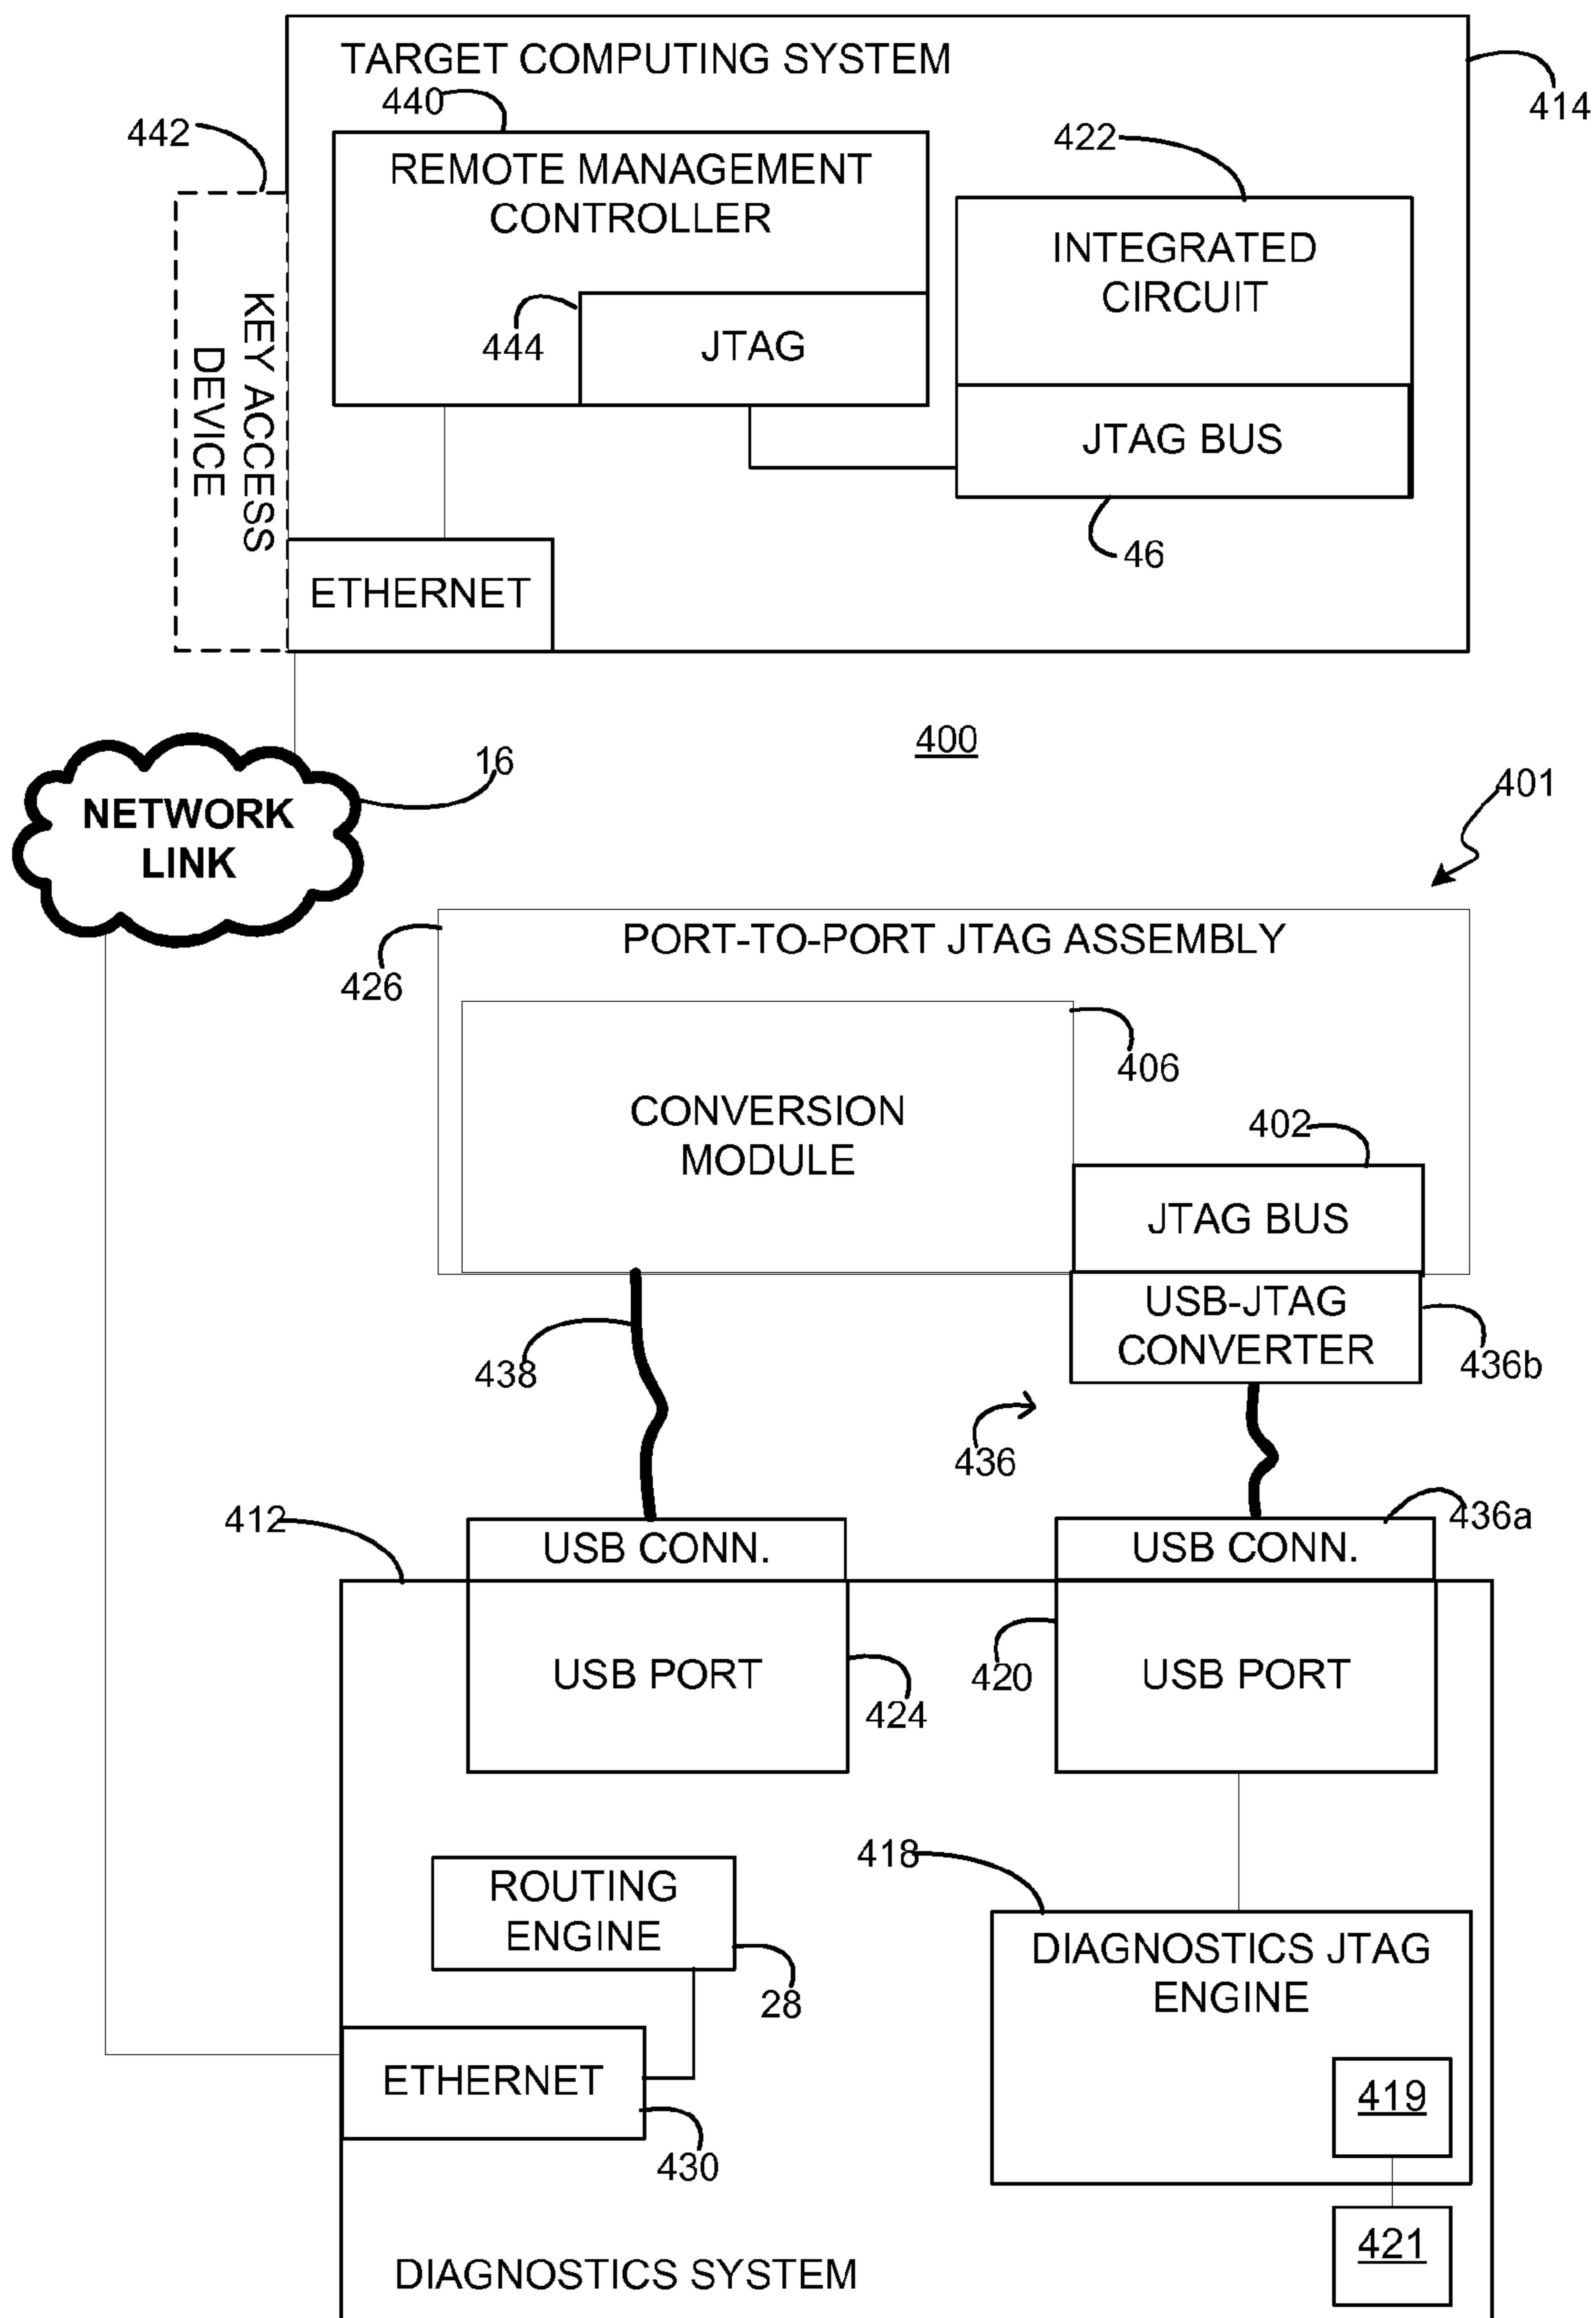 TARGET COMPUTING SYSTEM
414
440
442
REMOTE MANAGEMENT
CONTROLLER
422
INTEGRATED
CIRCUIT
444
JTAG
JTAG BUS
46
KEY ACCESS
DEVICE
ETHERNET
400
16
NETWORK
LINK
401
PORT-TO-PORT JTAG ASSEMBLY
426
406
CONVERSION
MODULE
402
JTAG BUS
USB-JTAG
CONVERTER
436b
438
436
412
USB CONN.
USB CONN.
436a
USB PORT
424
420
USB PORT
418
ROUTING
ENGINE
28
DIAGNOSTICS JTAG
ENGINE
ETHERNET
430
419
421
DIAGNOSTICS SYSTEM